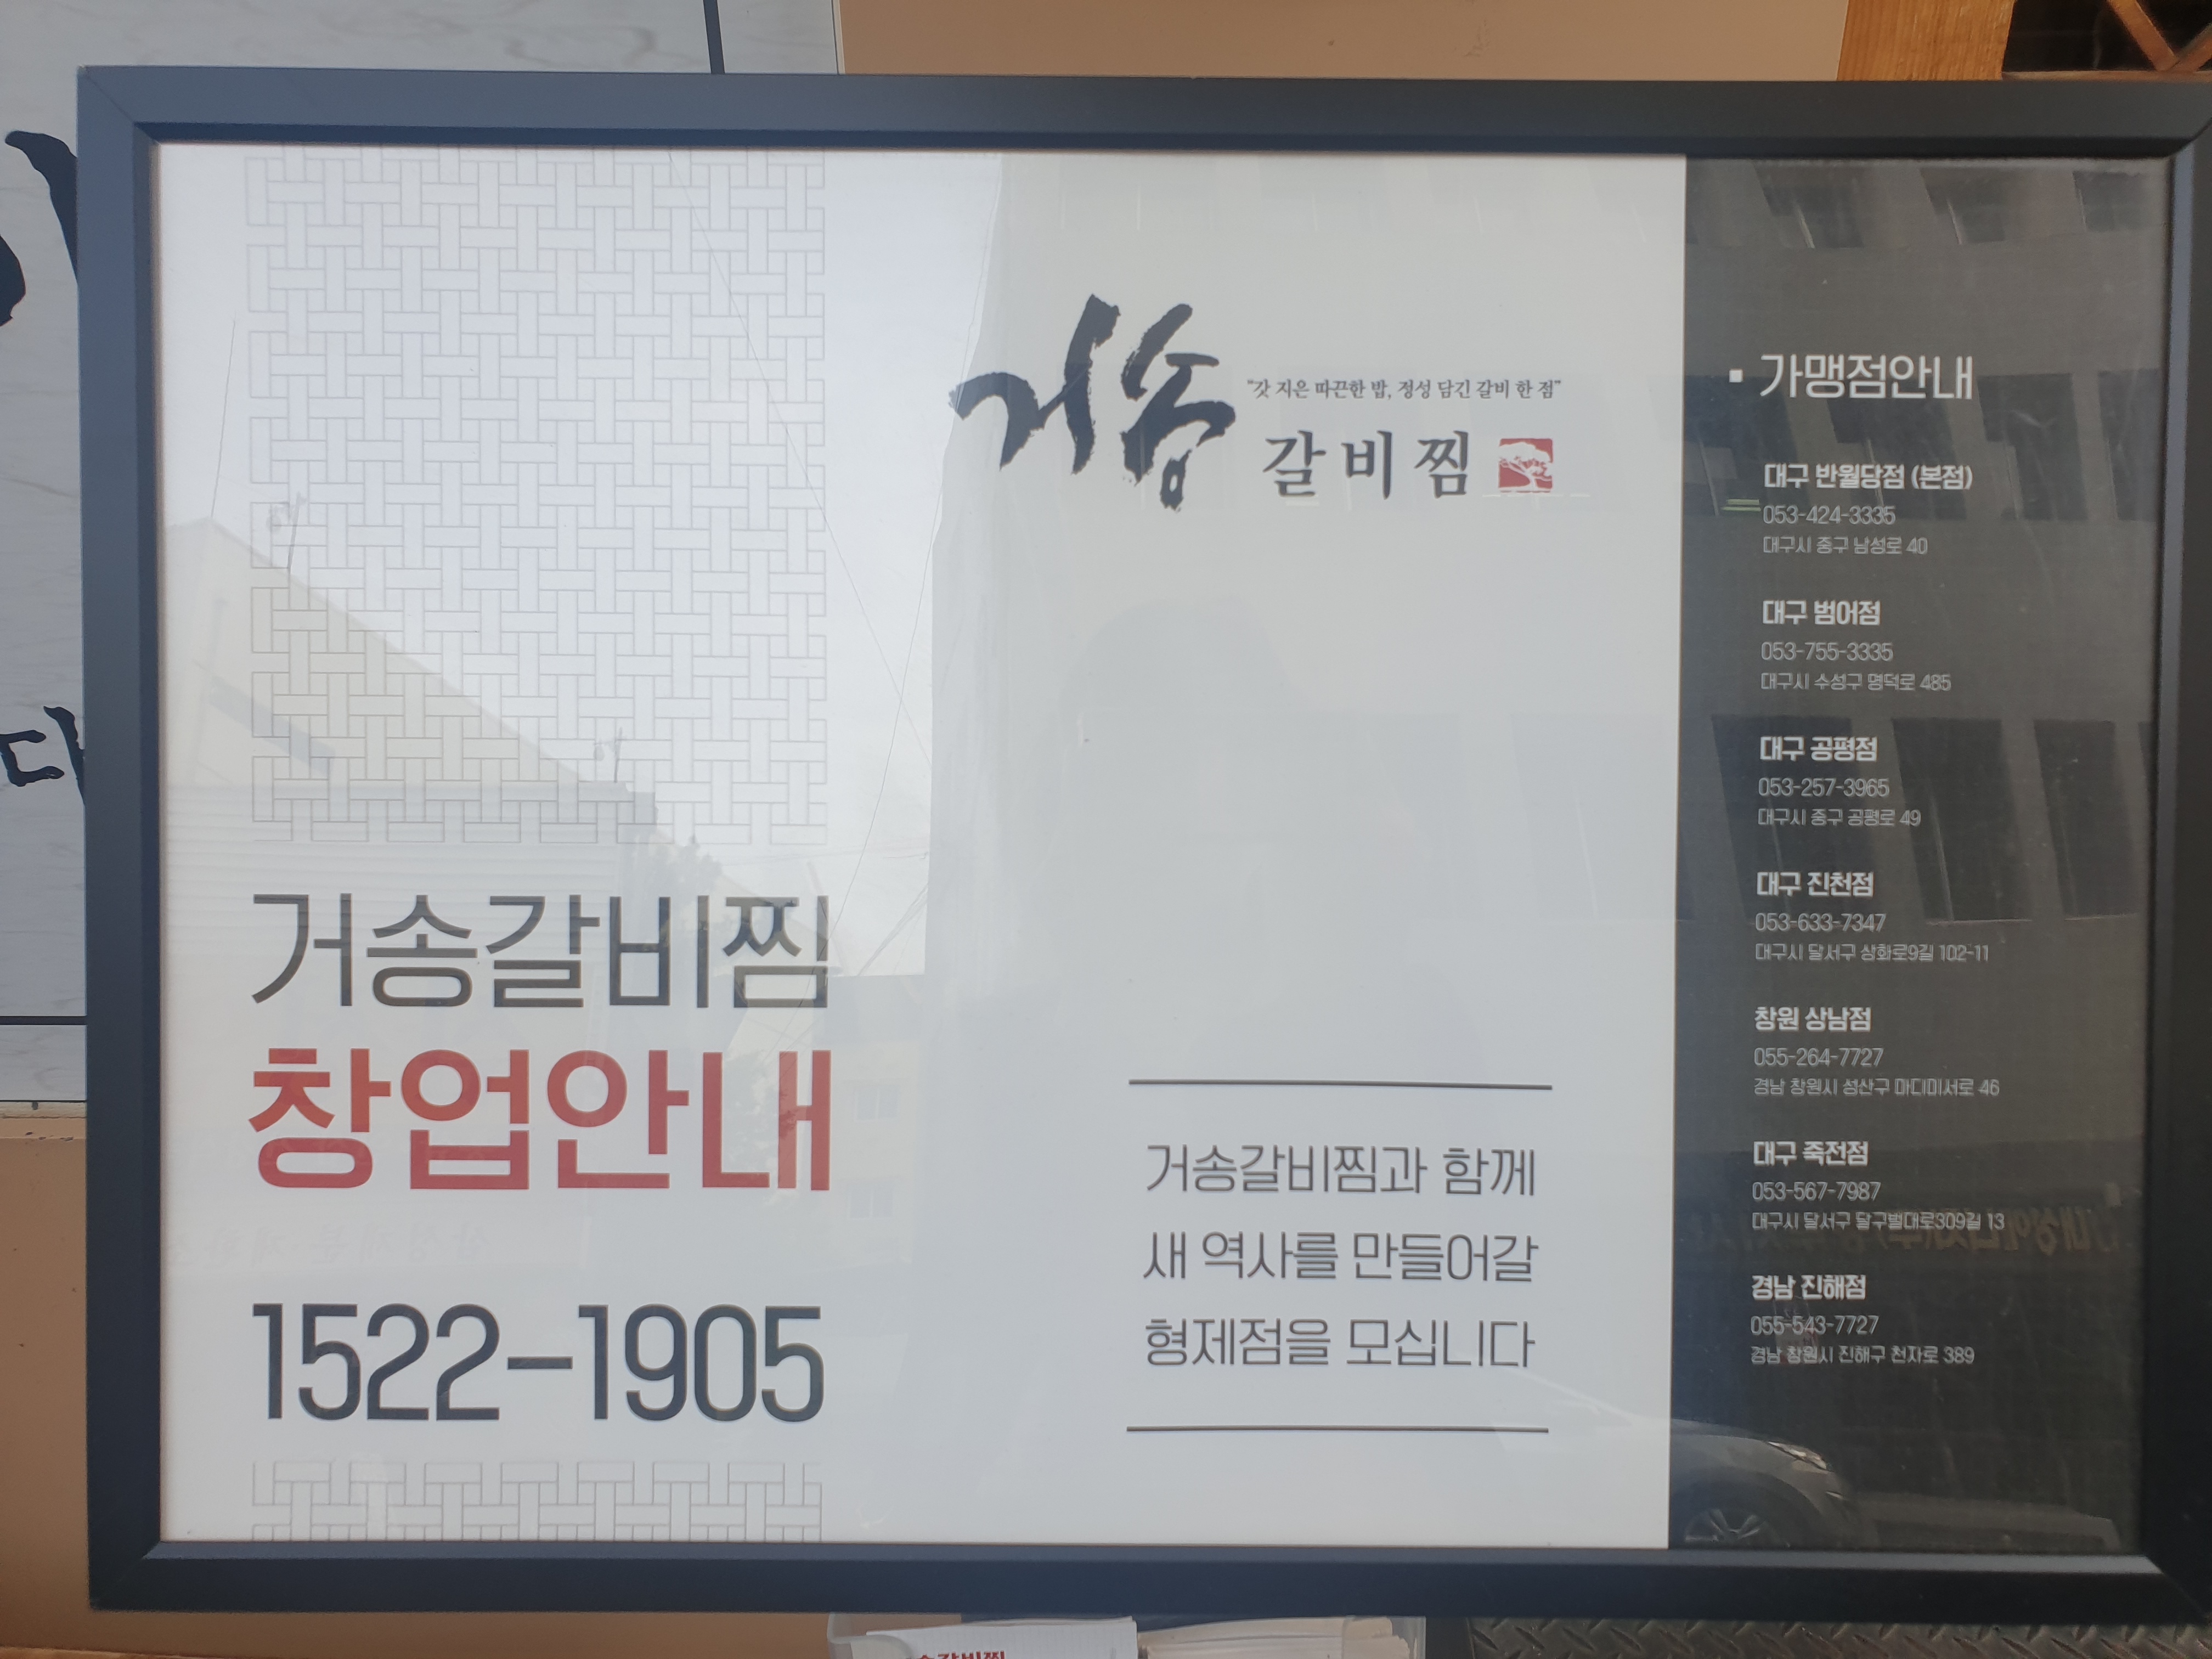 거송갈비찜
창업안내
1522-1905
거송
"갓 지은 따끈한 밥, 정성 담긴 갈비 한 점"
갈비찜
거송갈비찜과 함께
새 역사를 만들어갈
형제점을 모십니다
▪ 가맹점안내
대구 반월당점 (본점)
053-424-3335
대구시 중구 남성로 40
대구 범어점
053-755-3335
대구시 수성구 명덕로 485
대구 공평점
053-257-3965
대구시 중구 공평로 49
대구 진천점
053-633-7347
대구시 달서구 상화로9길 102-11
창원 상남점
055-264-7727
경남 창원시 성산구 마디미서로 46
대구 죽전점
053-567-7987
대구시 달서구 달구벌대로309길 13
경남 진해점
055-543-7727
경남 창원시 진해구 천자로 389